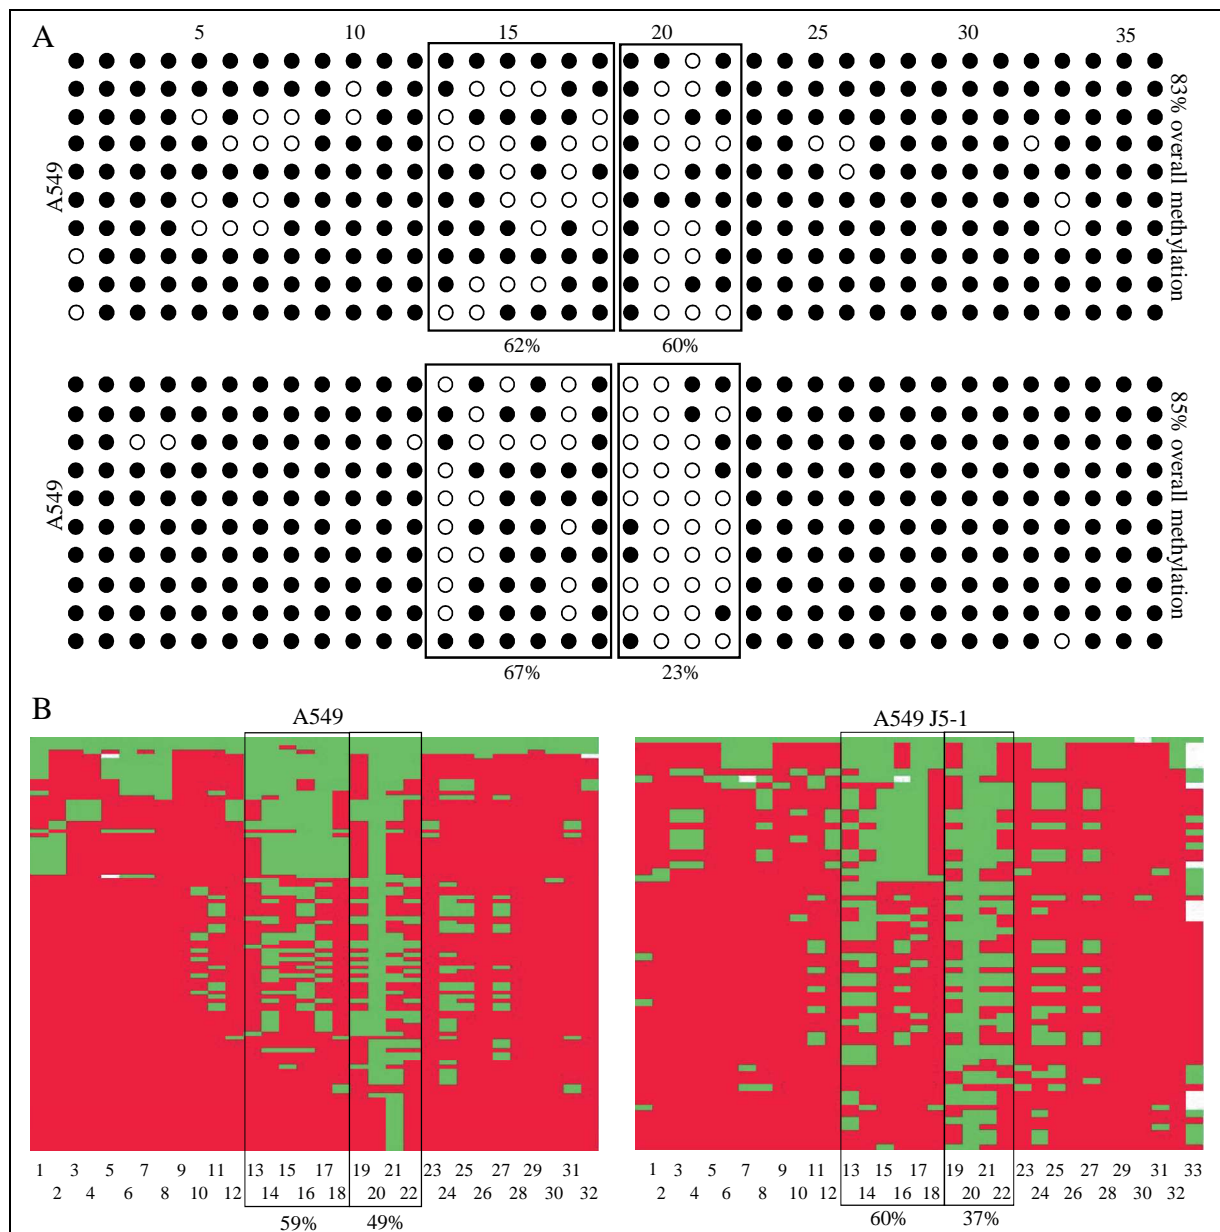 A
5 10 15 20 25 30 35
A549
83% overall methylation
62% 60%
A549
85% overall methylation
67% 23%
B
A549
A549 J5-1
1 3 5 7 9 11 13 15 17 19 21 23 25 27 29 31
2 4 6 8 10 12 14 16 18 20 22 24 26 28 30 32
59% 49%
1 3 5 7 9 11 13 15 17 19 21 23 25 27 29 31 33
2 4 6 8 10 12 14 16 18 20 22 24 26 28 30 32
60% 37%